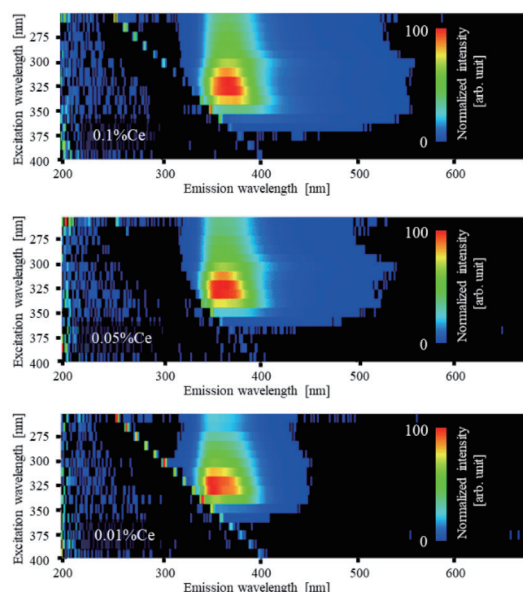 Excitation wavelength [nm]
275
300
325
350
375
400
0.1%Ce
100
0
Normalized intensity
[arb. unit]
200
300
400
500
600
Emission wavelength [nm]
Excitation wavelength [nm]
275
300
325
350
375
400
0.05%Ce
100
0
Normalized intensity
[arb. unit]
200
300
400
500
600
Emission wavelength [nm]
Excitation wavelength [nm]
275
300
325
350
375
400
0.01%Ce
100
0
Normalized intensity
[arb. unit]
200
300
400
500
600
Emission wavelength [nm]